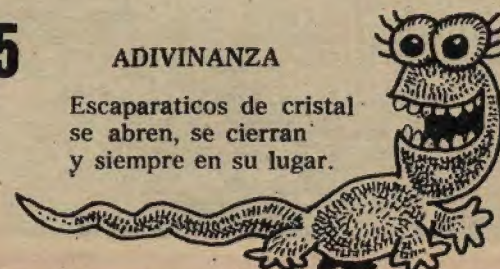 5
ADIVINANZA
Escaparaticos de cristal
se abren, se cierran
y siempre en su lugar.